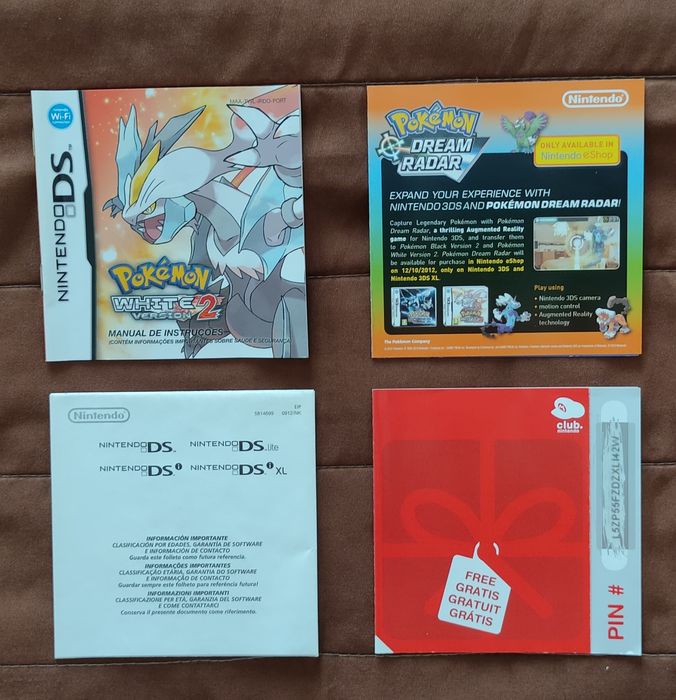 Nintendo
Wi-Fi
MAA-TWL-IRDO-PORT
NINTENDO DS™
Pokémon
WHITE
VERSION 2
MANUAL DE INSTRUÇÕES
(CONTÉM INFORMAÇÕES IMPORTANTES SOBRE SAÚDE E SEGURANÇA)
Nintendo
Pokémon
DREAM
RADAR
ONLY AVAILABLE IN
Nintendo eShop
EXPAND YOUR EXPERIENCE WITH
NINTENDO 3DS AND POKÉMON DREAM RADAR!
Capture Legendary Pokémon with Pokémon
Dream Radar, a thrilling Augmented Reality
game for Nintendo 3DS, and transfer them
to Pokémon Black Version 2 and Pokémon
White Version 2. Pokémon Dream Radar will
be available for purchase in Nintendo eShop
on 12/10/2012, only on Nintendo 3DS and
Nintendo 3DS XL.
Play using
• Nintendo 3DS camera
• motion control
• Augmented Reality
technology
The Pokémon Company
Nintendo
EIP
5814699 0912/NK
NINTENDO DS™ NINTENDO DS Lite
NINTENDO DSi NINTENDO DSi XL
INFORMACIÓN IMPORTANTE
CLASIFICACIÓN POR EDADES, GARANTÍA DE SOFTWARE
E INFORMACIÓN DE CONTACTO
Guarda este folleto como futura referencia.
INFORMAÇÕES IMPORTANTES
CLASSIFICAÇÃO ETÁRIA, GARANTIA DO SOFTWARE
E INFORMAÇÃO DE CONTACTO
Guardar sempre este folheto para referência futura!
INFORMAZIONI IMPORTANTI
CLASSIFICAZIONE PER ETÀ, GARANZIA DEL SOFTWARE
E COME CONTATTARCI
Conserva il presente documento come riferimento.
club
nintendo
FREE
GRATIS
GRATUIT
GRÁTIS
L5ZP55FZDZXLI42W
PIN #